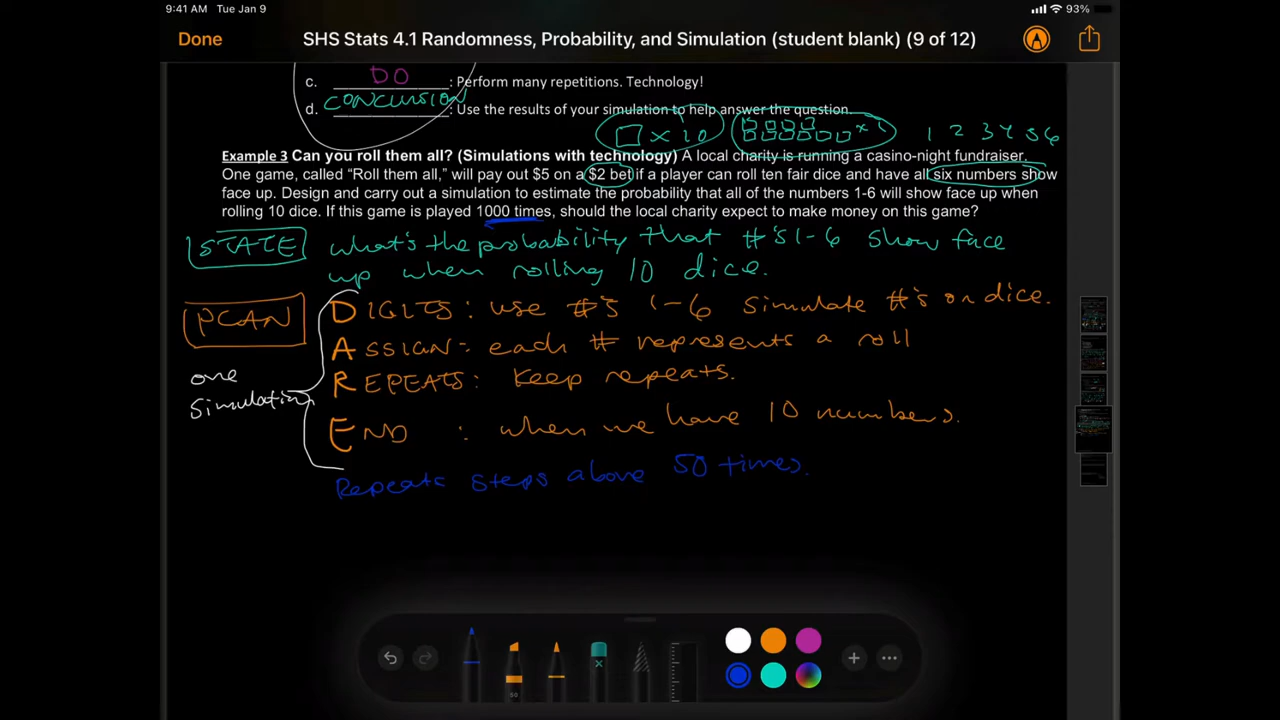 9:41 AM Tue Jan 9
93%
Done
SHS Stats 4.1 Randomness, Probability, and Simulation (student blank) (9 of 12)
c. DO : Perform many repetitions. Technology!
d. CONCLUSION : Use the results of your simulation to help answer the question.
x 10
x 1
1 2 3 4 5 6
Example 3 Can you roll them all? (Simulations with technology) A local charity is running a casino-night fundraiser.
One game, called “Roll them all,” will pay out $5 on a $2 bet if a player can roll ten fair dice and have all six numbers show
face up. Design and carry out a simulation to estimate the probability that all of the numbers 1-6 will show face up when
rolling 10 dice. If this game is played 1000 times, should the local charity expect to make money on this game?
STATE what's the probability that #'s 1-6 show face
up when rolling 10 dice.
PLAN
DIGITS: use #'s 1-6 simulate #'s on dice.
ASSIGN: each # represents a roll
REPEATS: keep repeats.
one
simulation
END : when we have 10 numbers.
Repeats steps above 50 times.
50